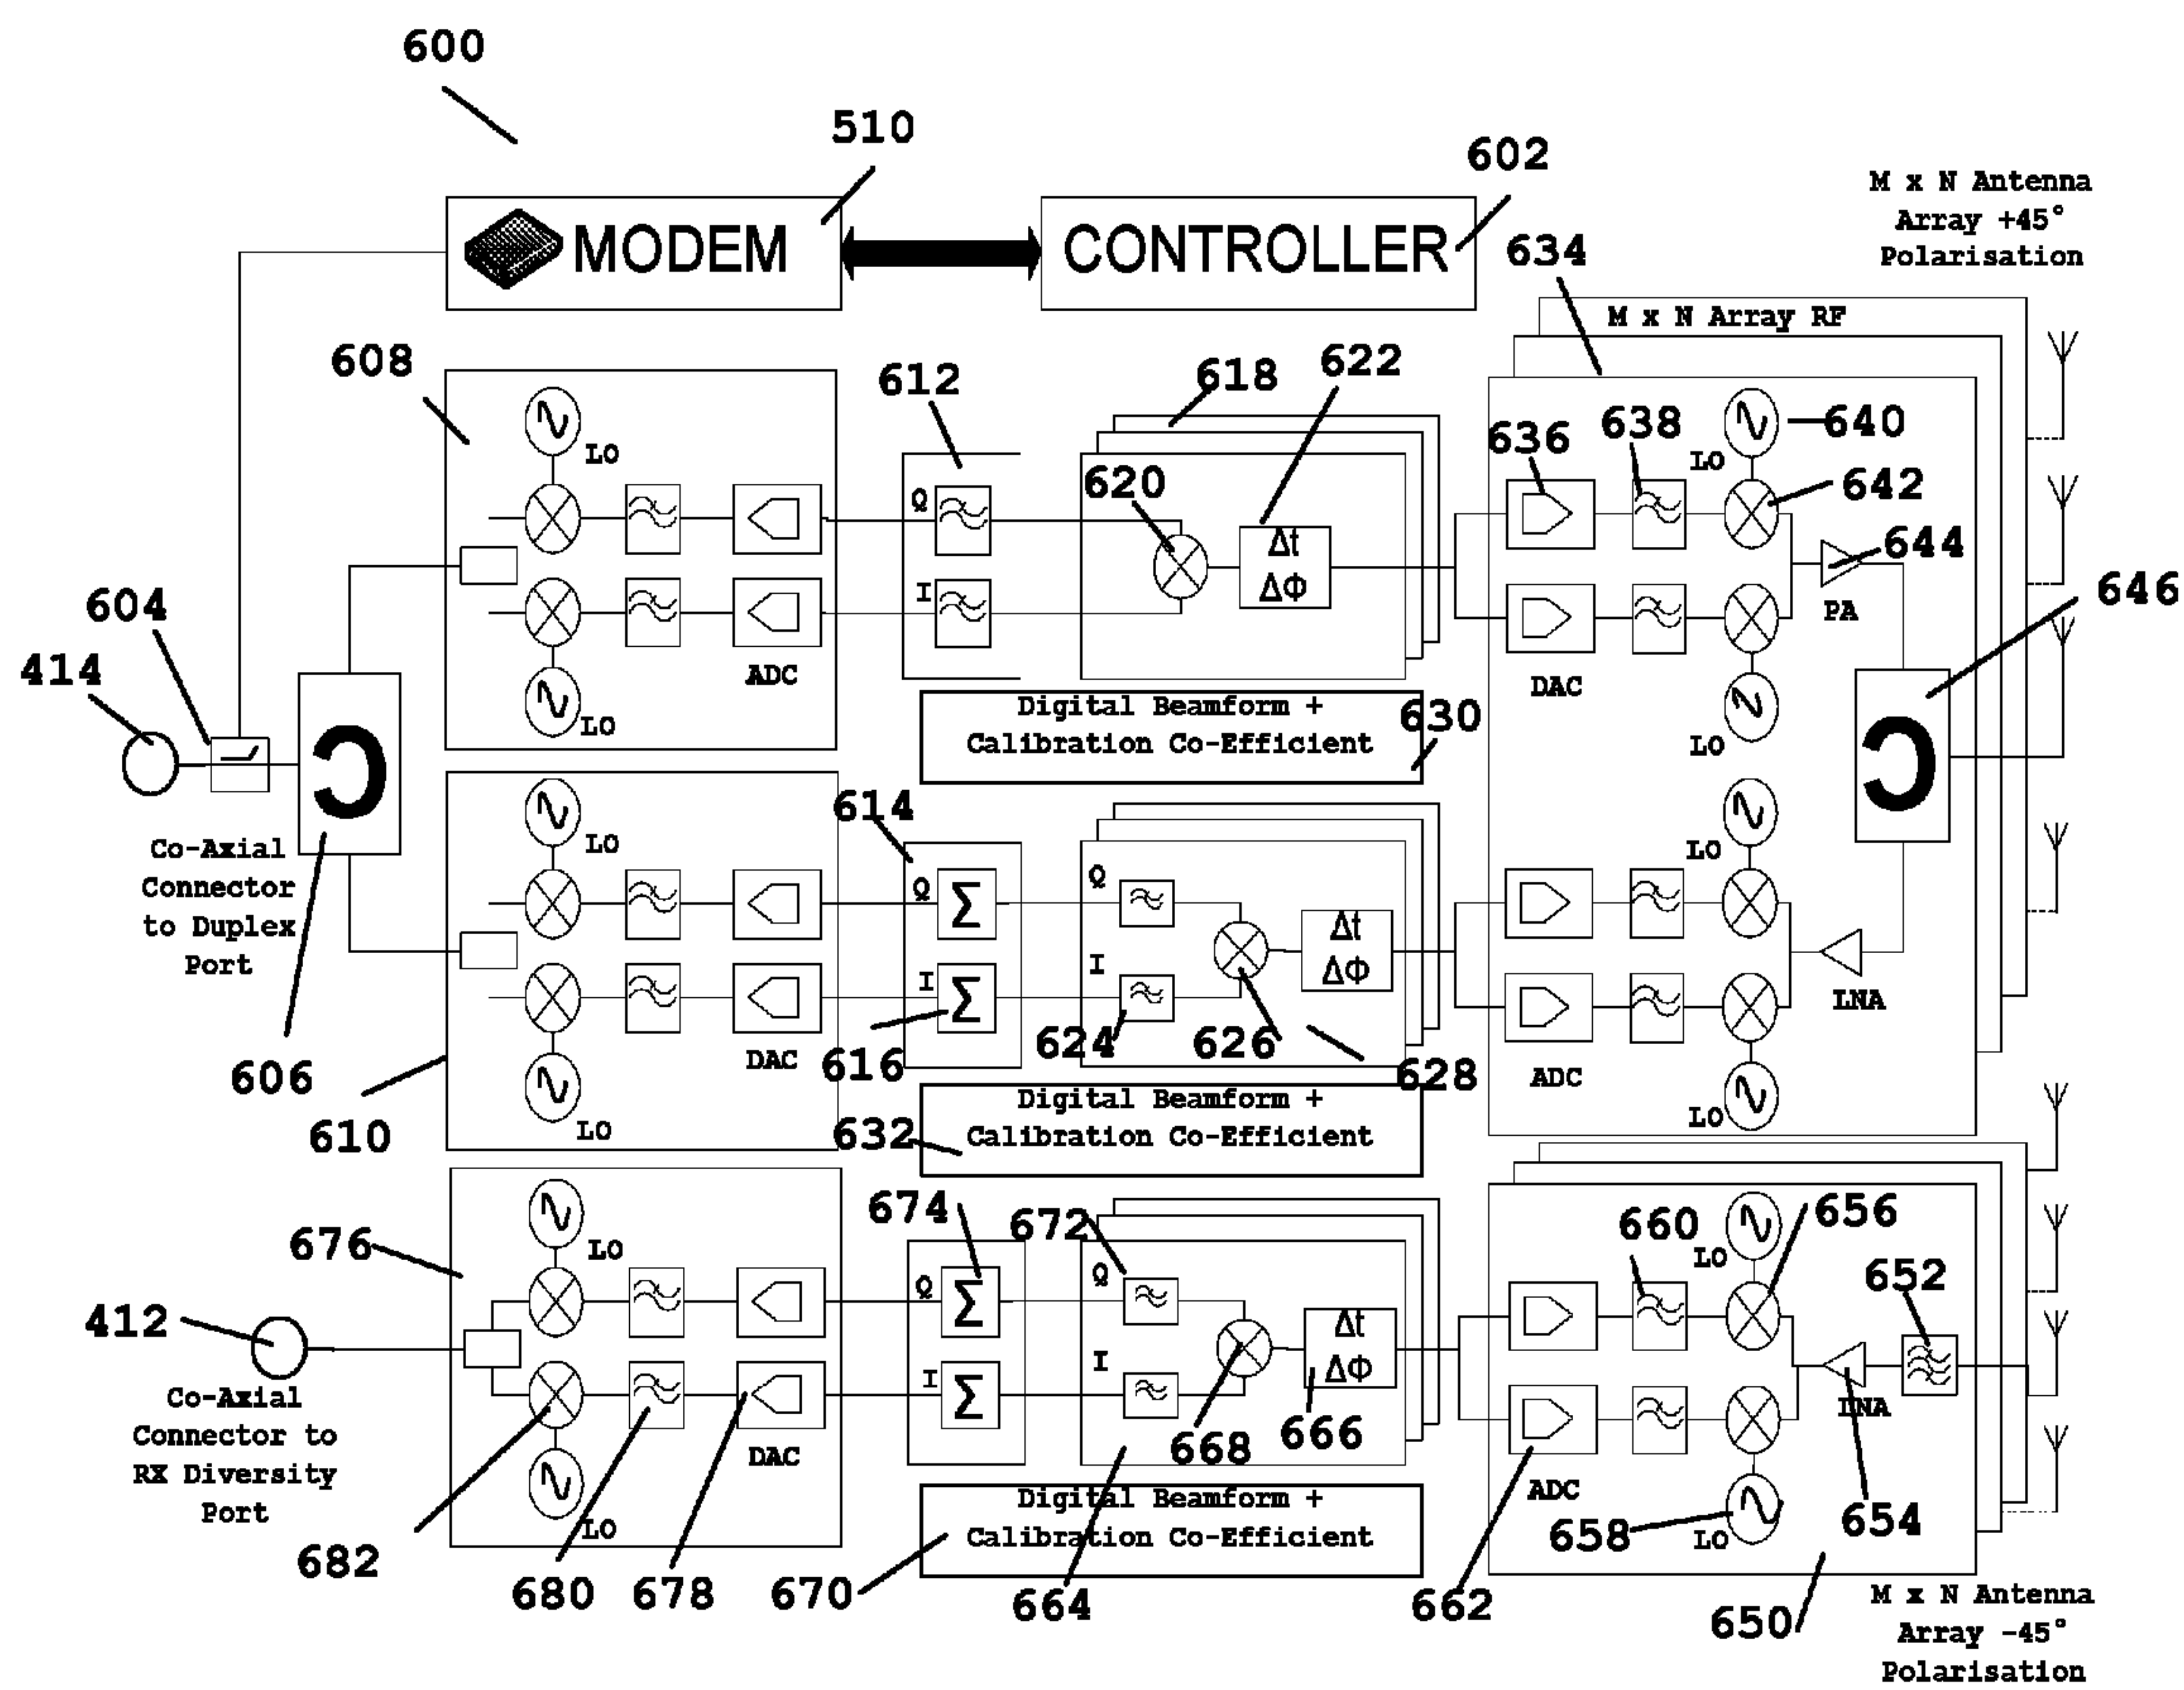 600
510
602
MODEM
CONTROLLER
M x N Antenna
Array +45°
Polarisation
634
M x N Array RF
608
612
618
622
LO
Q
I
620
Δt
ΔΦ
636
638
640
LO
642
644
PA
646
604
414
ADC
LO
DAC
LO
Digital Beamform +
Calibration Co-Efficient
630
Co-Axial
Connector
to Duplex
Port
606
610
LO
614
Q
Σ
I
Σ
616
Q
I
624
626
Δt
ΔΦ
628
LO
LNA
DAC
LO
ADC
LO
Digital Beamform +
Calibration Co-Efficient
632
676
412
LO
674
672
Q
Σ
I
Σ
Q
I
Δt
ΔΦ
668
666
660
656
LO
652
LNA
654
Co-Axial
Connector to
RX Diversity
Port
DAC
LO
ADC
658
LO
Digital Beamform +
Calibration Co-Efficient
682
680
678
670
664
662
650
M x N Antenna
Array -45°
Polarisation